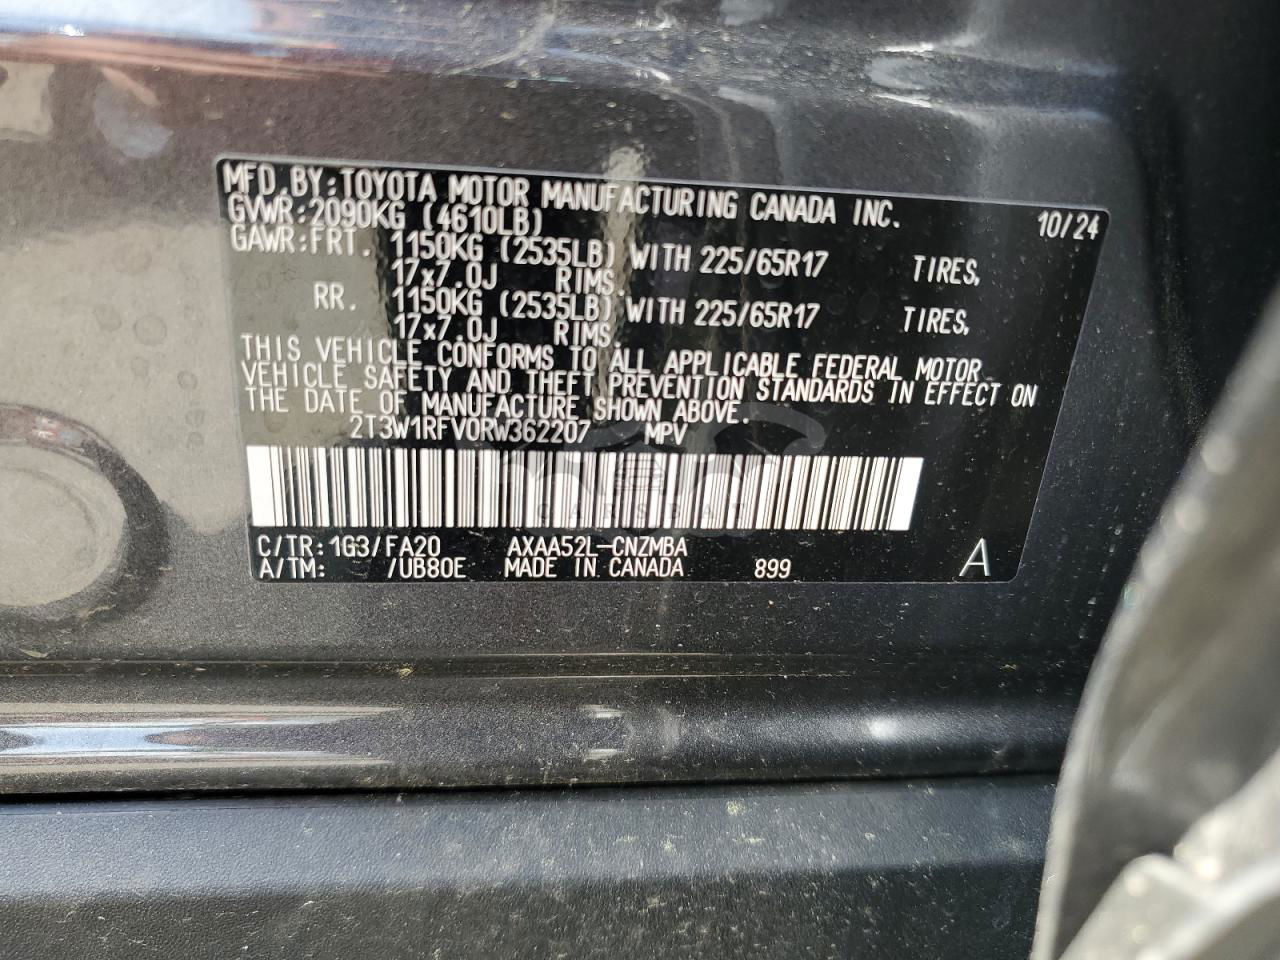 MFD.BY:TOYOTA MOTOR MANUFACTURING CANADA INC. 10/24
GVWR:2090KG (4610LB)
GAWR:FRT. 1150KG (2535LB) WITH 225/65R17 TIRES,
17x7.0J RIMS.
RR. 1150KG (2535LB) WITH 225/65R17 TIRES,
17x7.0J RIMS.
THIS VEHICLE CONFORMS TO ALL APPLICABLE FEDERAL MOTOR
VEHICLE SAFETY AND THEFT PREVENTION STANDARDS IN EFFECT ON
THE DATE OF MANUFACTURE SHOWN ABOVE.
2T3W1RFV0RW362207 MPV
CARSBAY
C/TR:1G3/FA20 AXAA52L-CNZMBA
A/TM: /UB80E MADE IN CANADA 899 A